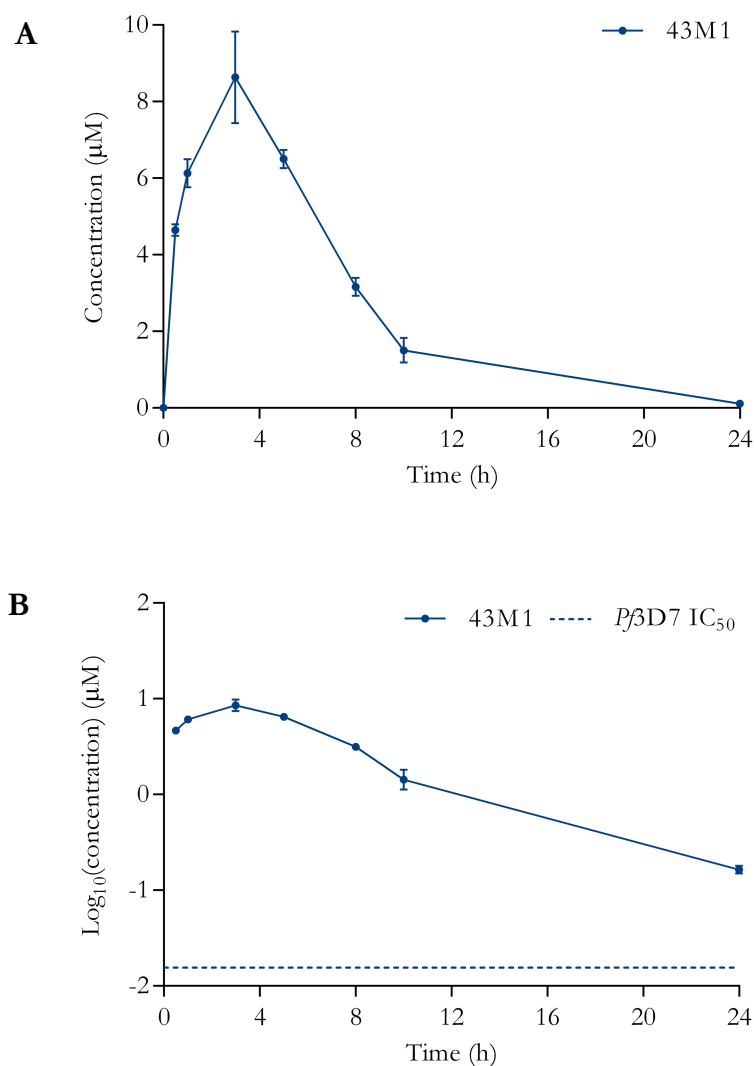 A
43M1
Concentration (µM)
10
8
6
4
2
0
0 4 8 12 16 20 24
Time (h)
B
43M1 Pf3D7 IC₅₀
Log₁₀(concentration) (µM)
2
1
0
-1
-2
0 4 8 12 16 20 24
Time (h)